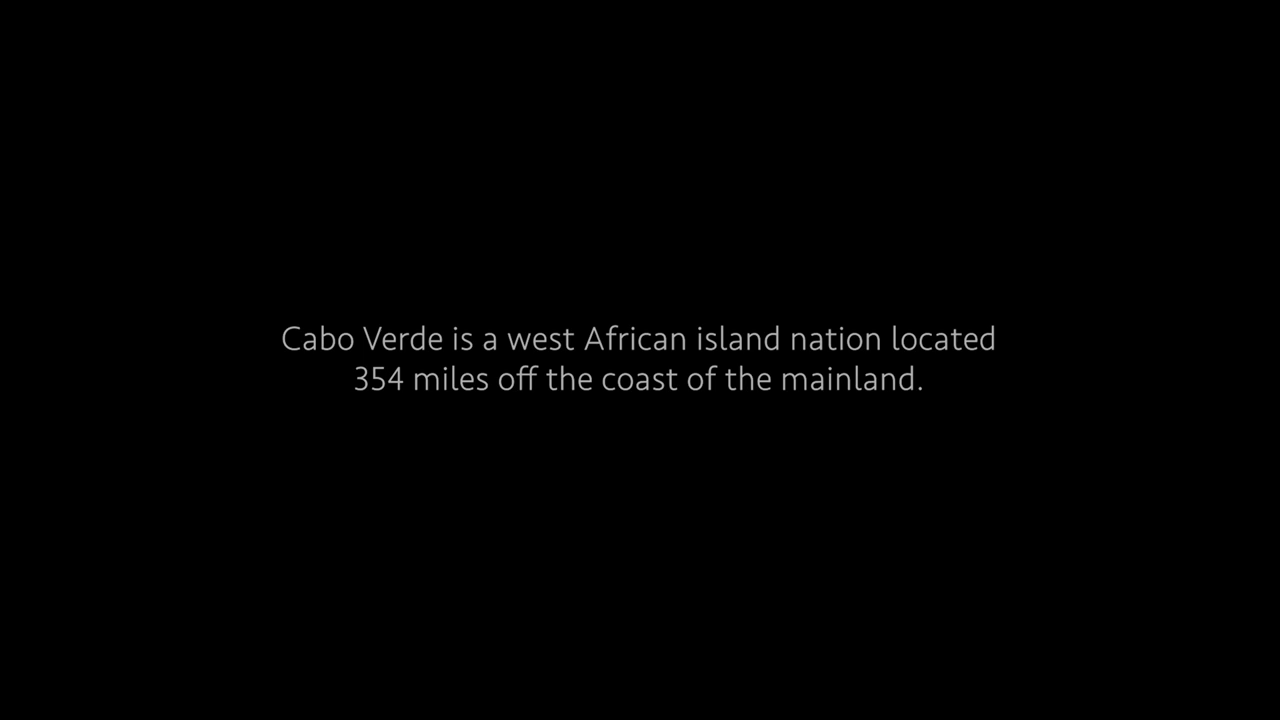 Cabo Verde is a west African island nation located
354 miles off the coast of the mainland.